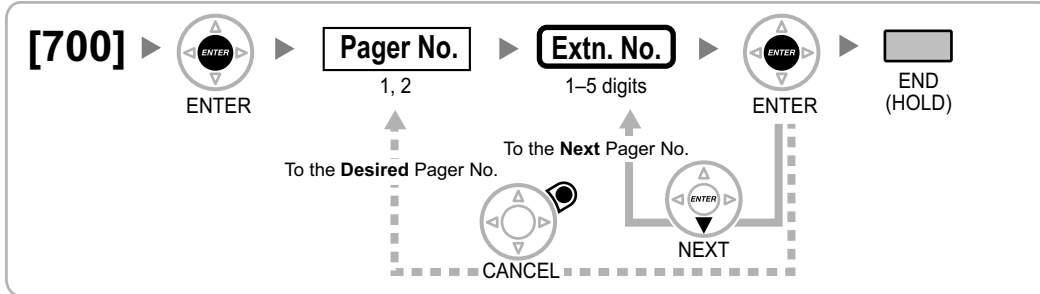 [700]
ENTER
ENTER
Pager No.
1, 2
Extn. No.
1–5 digits
ENTER
ENTER
END
(HOLD)
To the Next Pager No.
To the Desired Pager No.
ENTER
NEXT
CANCEL